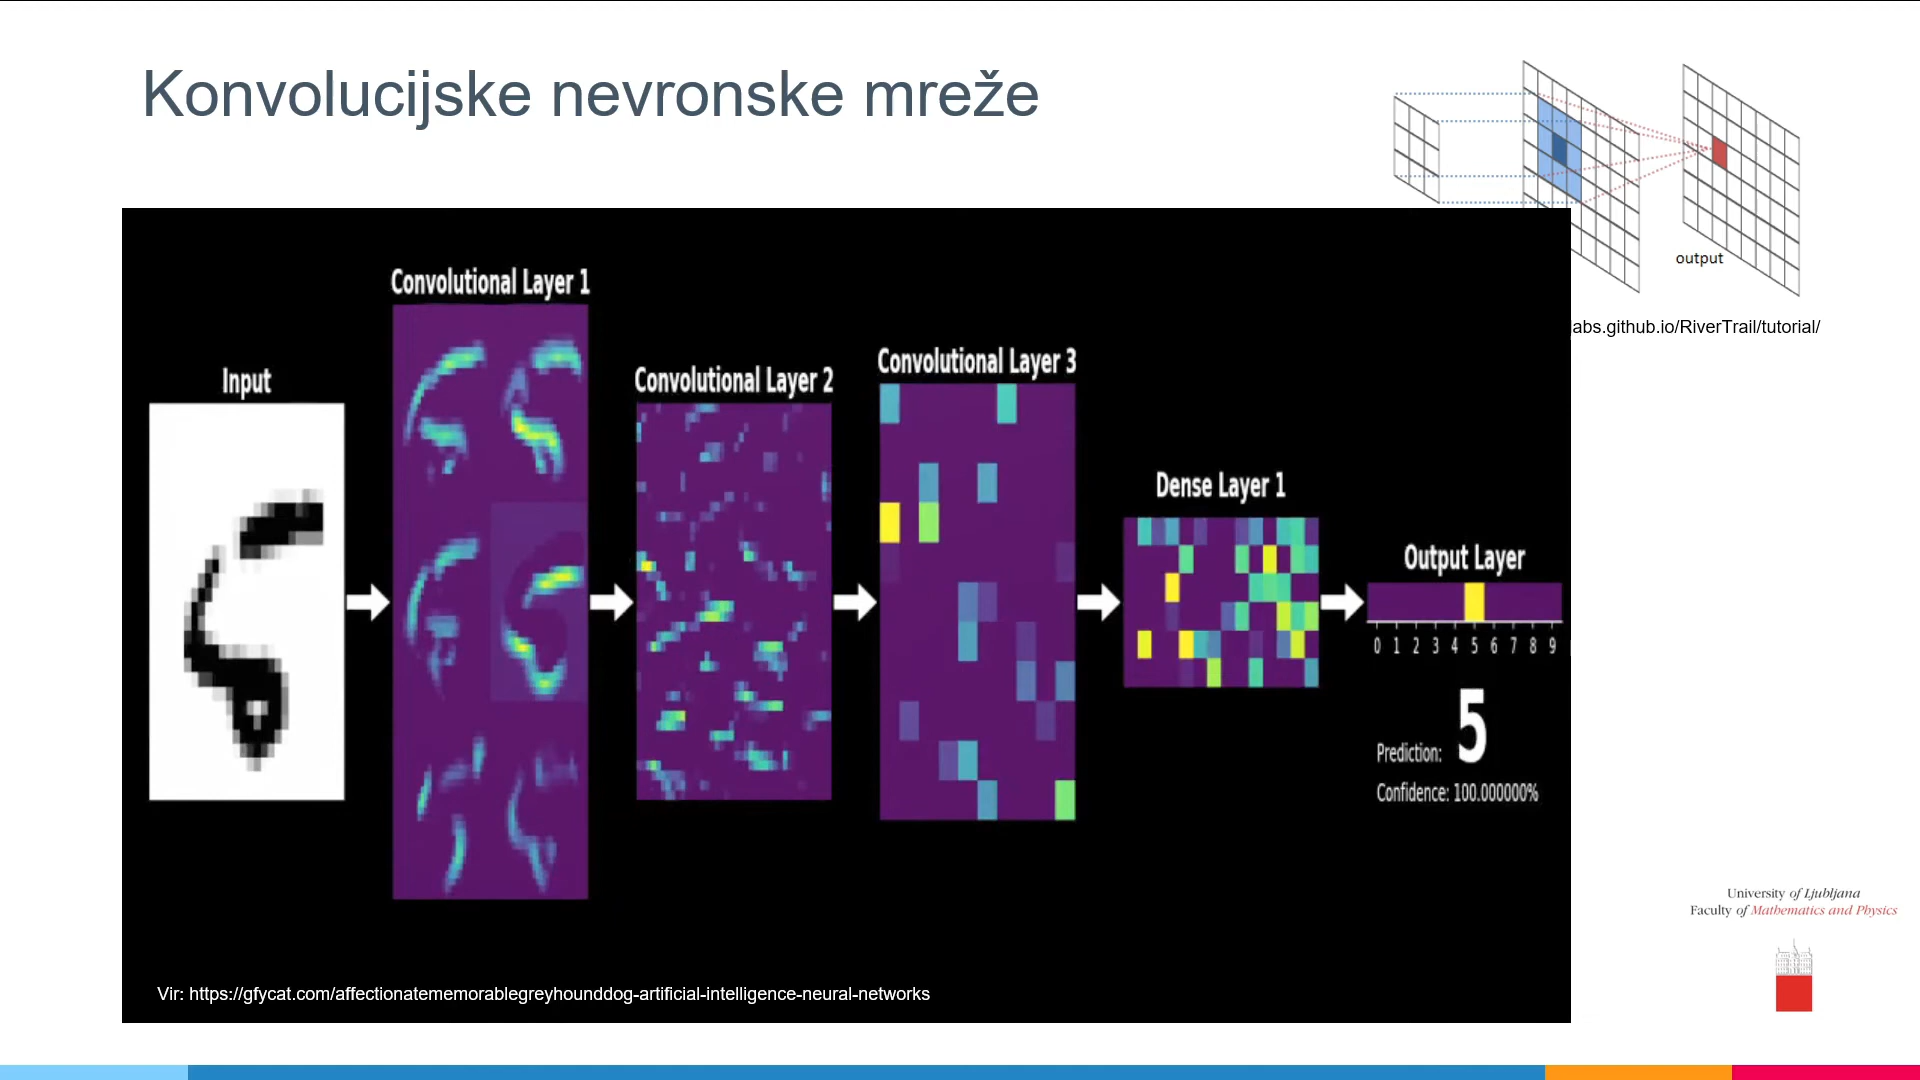 Konvolucijske nevronske mreže
output
labs.github.io/RiverTrail/tutorial/
Convolutional Layer 1
Convolutional Layer 3
Input
Convolutional Layer 2
Dense Layer 1
Output Layer
0 1 2 3 4 5 6 7 8 9
Prediction: 5
Confidence: 100.000000%
University of Ljubljana
Faculty of Mathematics and Physics
Vir: https://gfycat.com/affectionatememorablegreyhounddog-artificial-intelligence-neural-networks